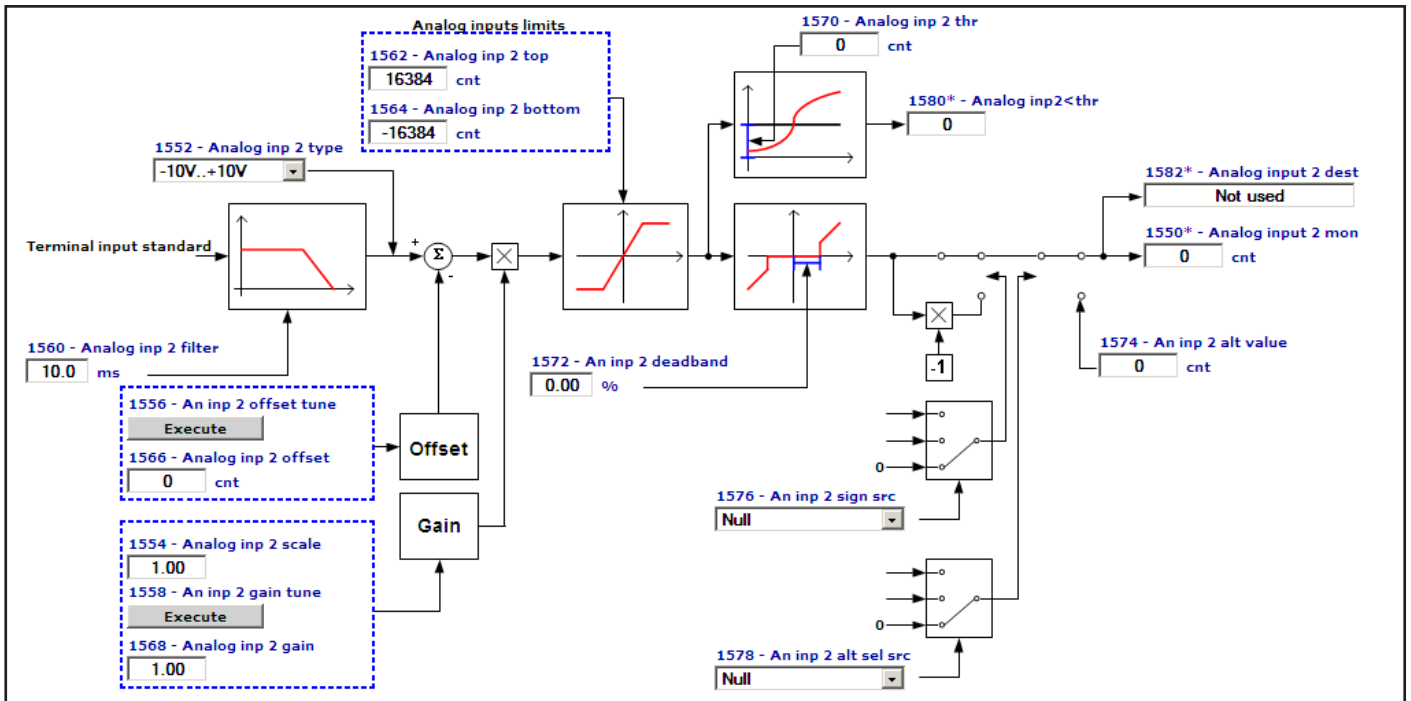 Analog inputs limits
1562 - Analog inp 2 top
16384 cnt
1564 - Analog inp 2 bottom
-16384 cnt
1570 - Analog inp 2 thr
0 cnt
1580* - Analog inp2<thr
0
1552 - Analog inp 2 type
-10V..+10V
1582* - Analog input 2 dest
Not used
1550* - Analog input 2 mon
0 cnt
Terminal input standard
+
Σ
-
1560 - Analog inp 2 filter
10.0 ms
1572 - An inp 2 deadband
0.00 %
-1
1574 - An inp 2 alt value
0 cnt
1556 - An inp 2 offset tune
Execute
1566 - Analog inp 2 offset
0 cnt
Offset
Gain
1554 - Analog inp 2 scale
1.00
1558 - An inp 2 gain tune
Execute
1568 - Analog inp 2 gain
1.00
0
1576 - An inp 2 sign src
Null
0
1578 - An inp 2 alt sel src
Null